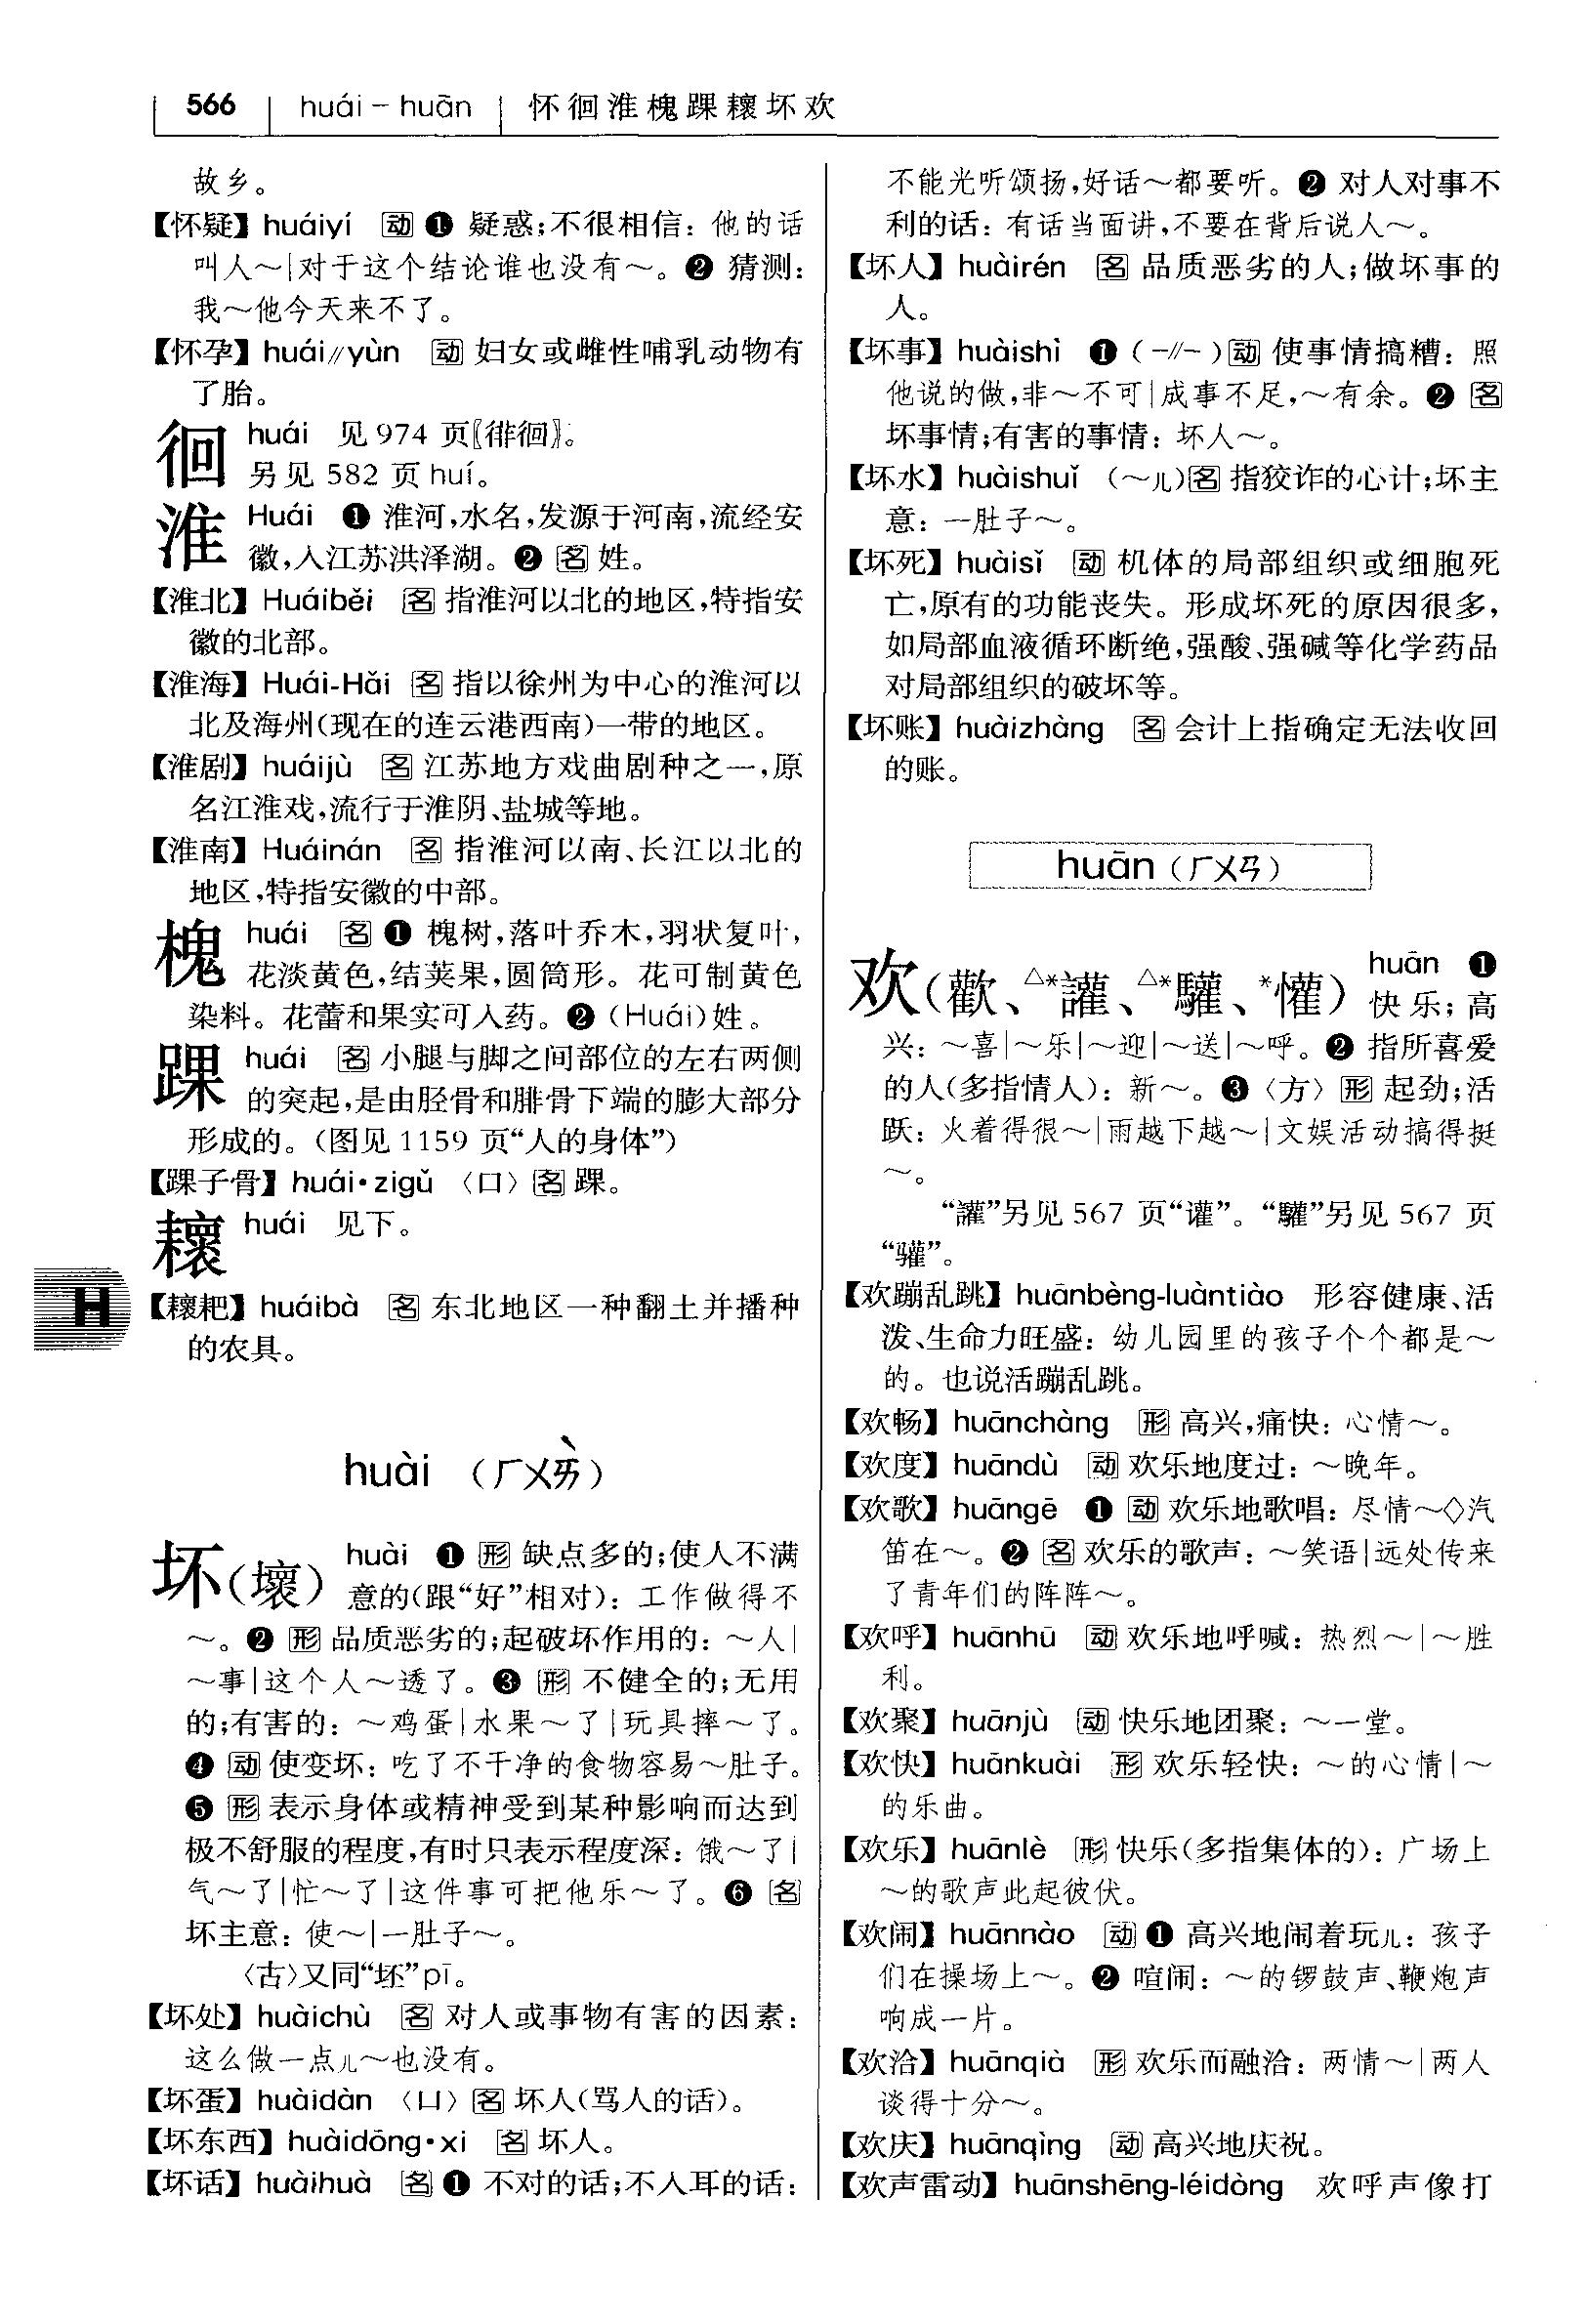 566 huái－huān 怀徊淮槐踝耲坏欢
故乡。
【怀疑】huáiyí 动 ❶ 疑惑;不很相信：他的话
叫人～|对于这个结论谁也没有～。❷ 猜测：
我～他今天来不了。
【怀孕】huái∥yùn 动 妇女或雌性哺乳动物有
了胎。
徊 huái 见 974 页〖徘徊〗。
另见 582 页 huí。
淮 Huái ❶ 淮河,水名,发源于河南,流经安
徽,入江苏洪泽湖。❷ 名 姓。
【淮北】Huáiběi 名 指淮河以北的地区,特指安
徽的北部。
【淮海】Huái-Hǎi 名 指以徐州为中心的淮河以
北及海州(现在的连云港西南)一带的地区。
【淮剧】huáijù 名 江苏地方戏曲剧种之一,原
名江淮戏,流行于淮阴、盐城等地。
【淮南】Huáinán 名 指淮河以南、长江以北的
地区,特指安徽的中部。
槐 huái 名 ❶ 槐树,落叶乔木,羽状复叶,
花淡黄色,结荚果,圆筒形。花可制黄色
染料。花蕾和果实可入药。❷ (Huái)姓。
踝 huái 名 小腿与脚之间部位的左右两侧
的突起,是由胫骨和腓骨下端的膨大部分
形成的。(图见 1159 页“人的身体”)
【踝子骨】huái·zigǔ 〈口〉名 踝。
耲 huái 见下。
H
【耲耙】huáibà 名 东北地区一种翻土并播种
的农具。
huài （ㄏㄨㄞˋ）
坏(壞) huài ❶ 形 缺点多的;使人不满
意的(跟“好”相对)：工作做得不
～。❷ 形 品质恶劣的;起破坏作用的：～人|
～事|这个人～透了。❸ 形 不健全的;无用
的;有害的：～鸡蛋|水果～了|玩具摔～了。
❹ 动 使变坏：吃了不干净的食物容易～肚子。
❺ 形 表示身体或精神受到某种影响而达到
极不舒服的程度,有时只表示程度深：饿～了|
气～了|忙～了|这件事可把他乐～了。❻ 名
坏主意：使～|一肚子～。
〈古〉又同“坯”pī。
【坏处】huàichù 名 对人或事物有害的因素：
这么做一点儿～也没有。
【坏蛋】huàidàn 〈口〉名 坏人(骂人的话)。
【坏东西】huàidōng·xi 名 坏人。
【坏话】huàihuà 名 ❶ 不对的话;不入耳的话：
不能光听颂扬,好话～都要听。❷ 对人对事不
利的话：有话当面讲,不要在背后说人～。
【坏人】huàirén 名 品质恶劣的人;做坏事的
人。
【坏事】huàishì ❶ (-∥-)动 使事情搞糟：照
他说的做,非～不可|成事不足,～有余。❷ 名
坏事情;有害的事情：坏人～。
【坏水】huàishuǐ (～儿)名 指狡诈的心计;坏主
意：一肚子～。
【坏死】huàisǐ 动 机体的局部组织或细胞死
亡,原有的功能丧失。形成坏死的原因很多,
如局部血液循环断绝,强酸、强碱等化学药品
对局部组织的破坏等。
【坏账】huàizhàng 名 会计上指确定无法收回
的账。
huān（ㄏㄨㄢ）
欢(歡、△*讙、△*驩、*懽) huān ❶
快乐;高
兴：～喜|～乐|～迎|～送|～呼。❷ 指所喜爱
的人(多指情人)：新～。❸〈方〉形 起劲;活
跃：火着得很～|雨越下越～|文娱活动搞得挺
～。
“讙”另见 567 页“讙”。“驩”另见 567 页
“驩”。
【欢蹦乱跳】huānbèng-luàntiào 形容健康、活
泼、生命力旺盛：幼儿园里的孩子个个都是～
的。也说活蹦乱跳。
【欢畅】huānchàng 形 高兴,痛快：心情～。
【欢度】huāndù 动 欢乐地度过：～晚年。
【欢歌】huāngē ❶ 动 欢乐地歌唱：尽情～◇汽
笛在～。❷ 名 欢乐的歌声：～笑语|远处传来
了青年们的阵阵～。
【欢呼】huānhū 动 欢乐地呼喊：热烈～|～胜
利。
【欢聚】huānjù 动 快乐地团聚：～一堂。
【欢快】huānkuài 形 欢乐轻快：～的心情|～
的乐曲。
【欢乐】huānlè 形 快乐(多指集体的)：广场上
～的歌声此起彼伏。
【欢闹】huānnào 动 ❶ 高兴地闹着玩儿：孩子
们在操场上～。❷ 喧闹：～的锣鼓声、鞭炮声
响成一片。
【欢洽】huānqià 形 欢乐而融洽：两情～|两人
谈得十分～。
【欢庆】huānqìng 动 高兴地庆祝。
【欢声雷动】huānshēng-léidòng 欢呼声像打